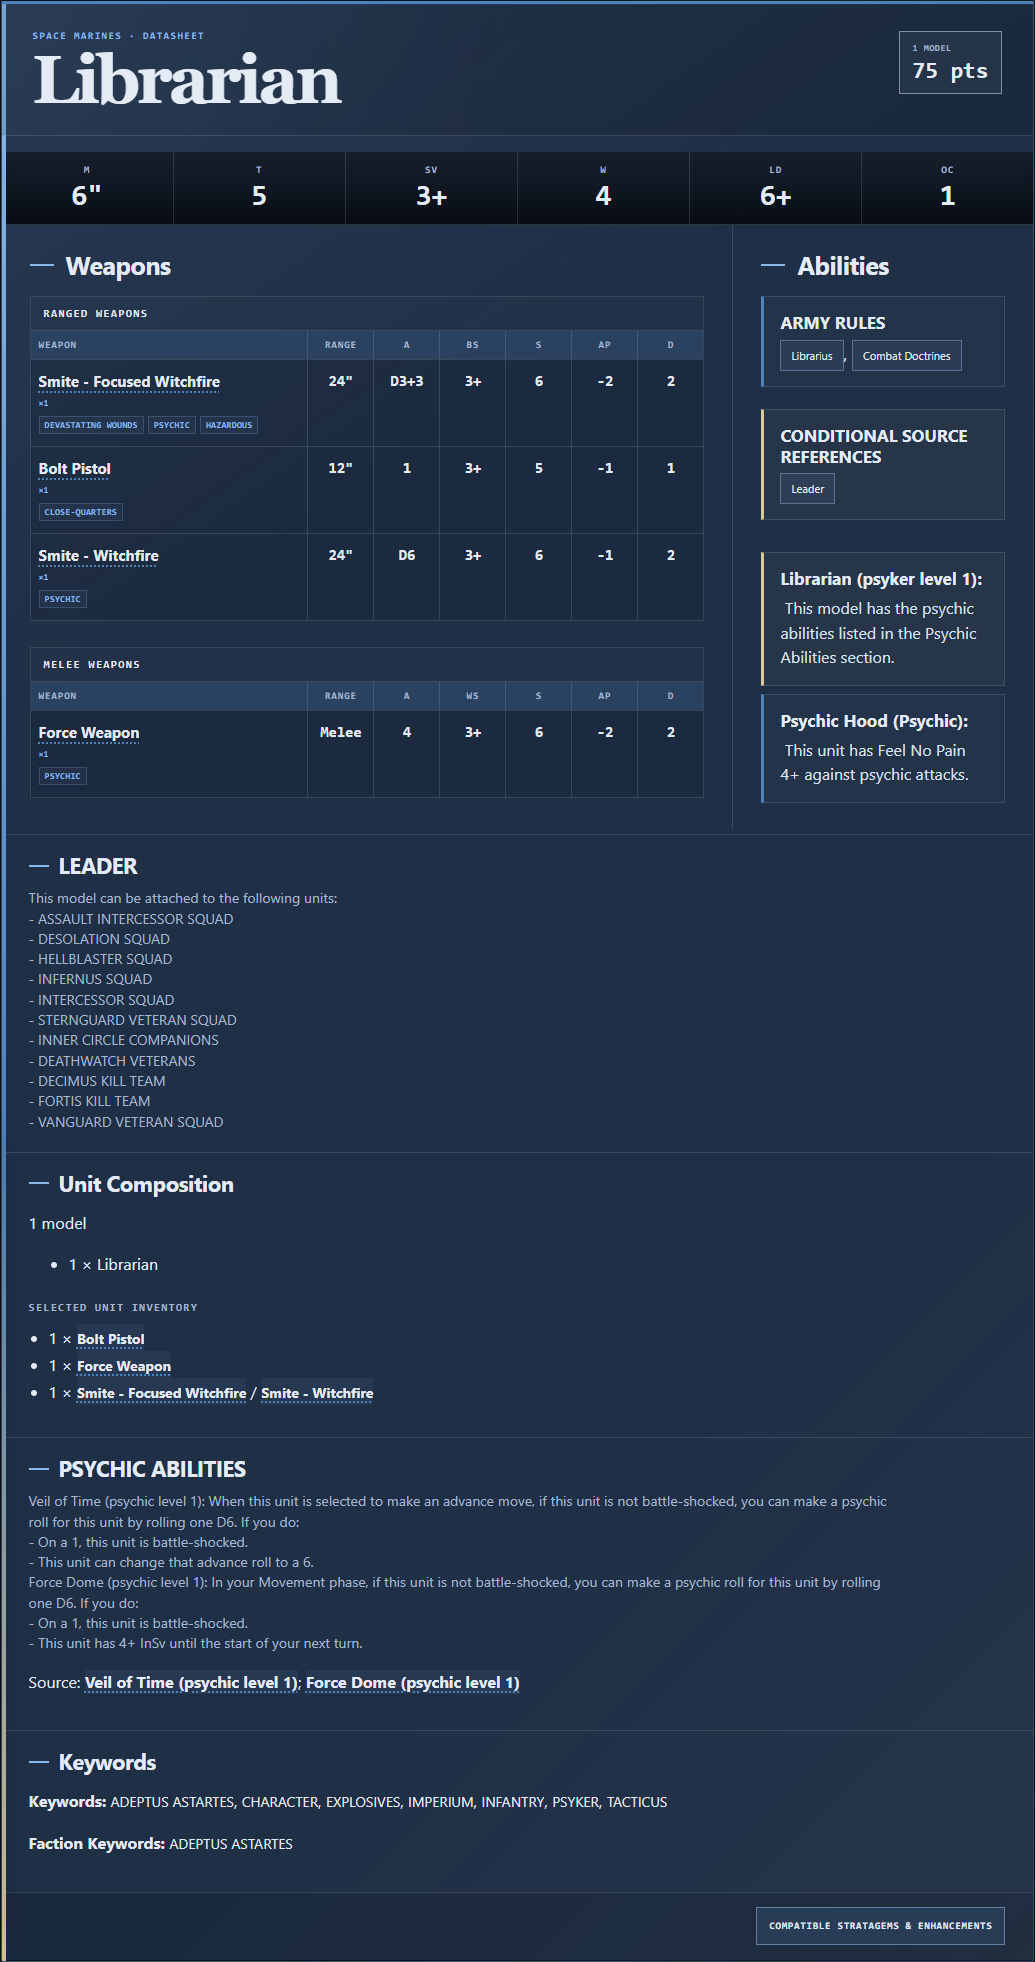 SPACE MARINES · DATASHEET
Librarian
1 MODEL
75 pts
M T SV W LD OC
6" 5 3+ 4 6+ 1
Weapons
RANGED WEAPONS
WEAPON RANGE A BS S AP D
Smite - Focused Witchfire 24" D3+3 3+ 6 -2 2
×1
DEVASTATING WOUNDS PSYCHIC HAZARDOUS
Bolt Pistol 12" 1 3+ 5 -1 1
×1
CLOSE-QUARTERS
Smite - Witchfire 24" D6 3+ 6 -1 2
×1
PSYCHIC
MELEE WEAPONS
WEAPON RANGE A WS S AP D
Force Weapon Melee 4 3+ 6 -2 2
×1
PSYCHIC
Abilities
ARMY RULES
Librarius, Combat Doctrines
CONDITIONAL SOURCE
REFERENCES
Leader
Librarian (psyker level 1):
This model has the psychic
abilities listed in the Psychic
Abilities section.
Psychic Hood (Psychic):
This unit has Feel No Pain
4+ against psychic attacks.
LEADER
This model can be attached to the following units:
- ASSAULT INTERCESSOR SQUAD
- DESOLATION SQUAD
- HELLBLASTER SQUAD
- INFERNUS SQUAD
- INTERCESSOR SQUAD
- STERNGUARD VETERAN SQUAD
- INNER CIRCLE COMPANIONS
- DEATHWATCH VETERANS
- DECIMUS KILL TEAM
- FORTIS KILL TEAM
- VANGUARD VETERAN SQUAD
Unit Composition
1 model
• 1 × Librarian
SELECTED UNIT INVENTORY
• 1 × Bolt Pistol
• 1 × Force Weapon
• 1 × Smite - Focused Witchfire / Smite - Witchfire
PSYCHIC ABILITIES
Veil of Time (psychic level 1): When this unit is selected to make an advance move, if this unit is not battle-shocked, you can make a psychic
roll for this unit by rolling one D6. If you do:
- On a 1, this unit is battle-shocked.
- This unit can change that advance roll to a 6.
Force Dome (psychic level 1): In your Movement phase, if this unit is not battle-shocked, you can make a psychic roll for this unit by rolling
one D6. If you do:
- On a 1, this unit is battle-shocked.
- This unit has 4+ InSv until the start of your next turn.
Source: Veil of Time (psychic level 1); Force Dome (psychic level 1)
Keywords
Keywords: ADEPTUS ASTARTES, CHARACTER, EXPLOSIVES, IMPERIUM, INFANTRY, PSYKER, TACTICUS
Faction Keywords: ADEPTUS ASTARTES
COMPATIBLE STRATAGEMS & ENHANCEMENTS